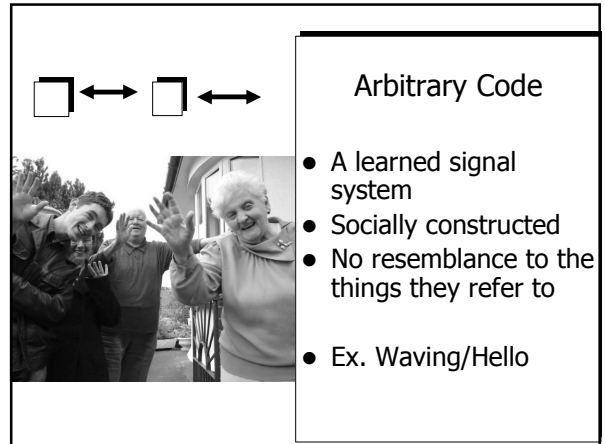 Arbitrary Code
● A learned signal
system
● Socially constructed
● No resemblance to the
things they refer to
● Ex. Waving/Hello